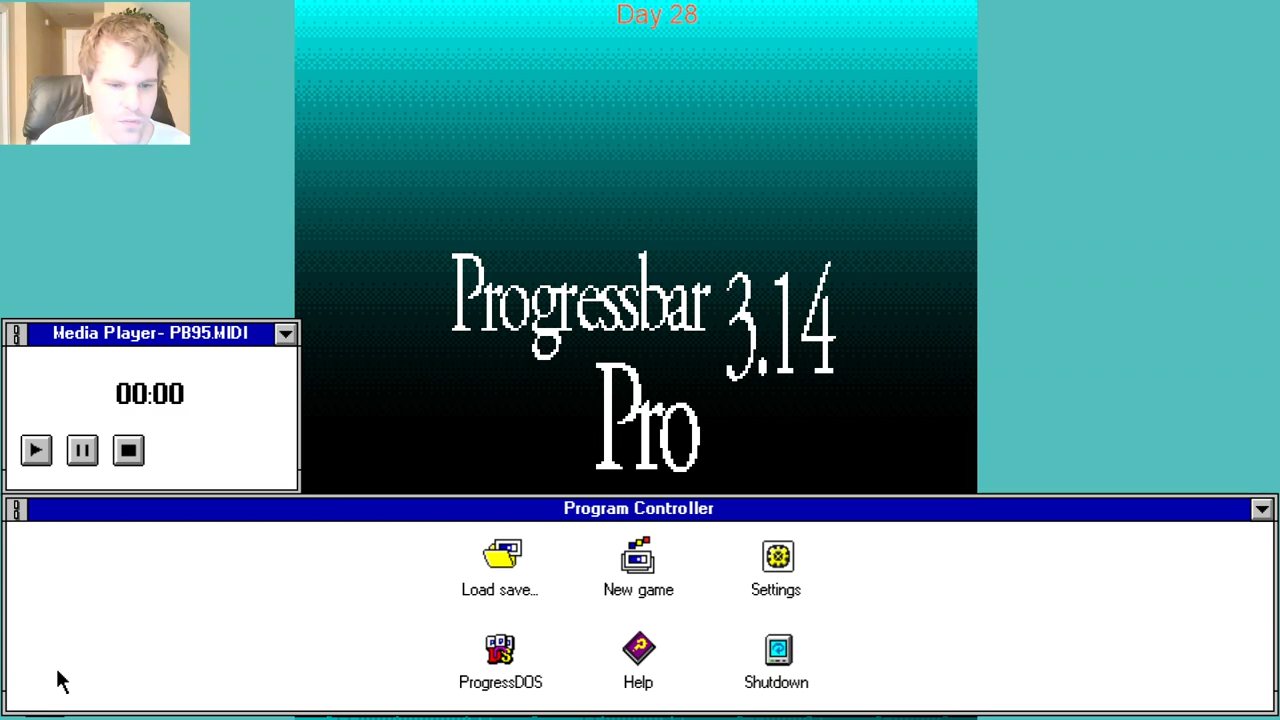 Day 28
Progressbar 3.14
Pro
Media Player- PB95.MIDI
00:00
Program Controller
Load save...
New game
Settings
ProgressDOS
Help
Shutdown